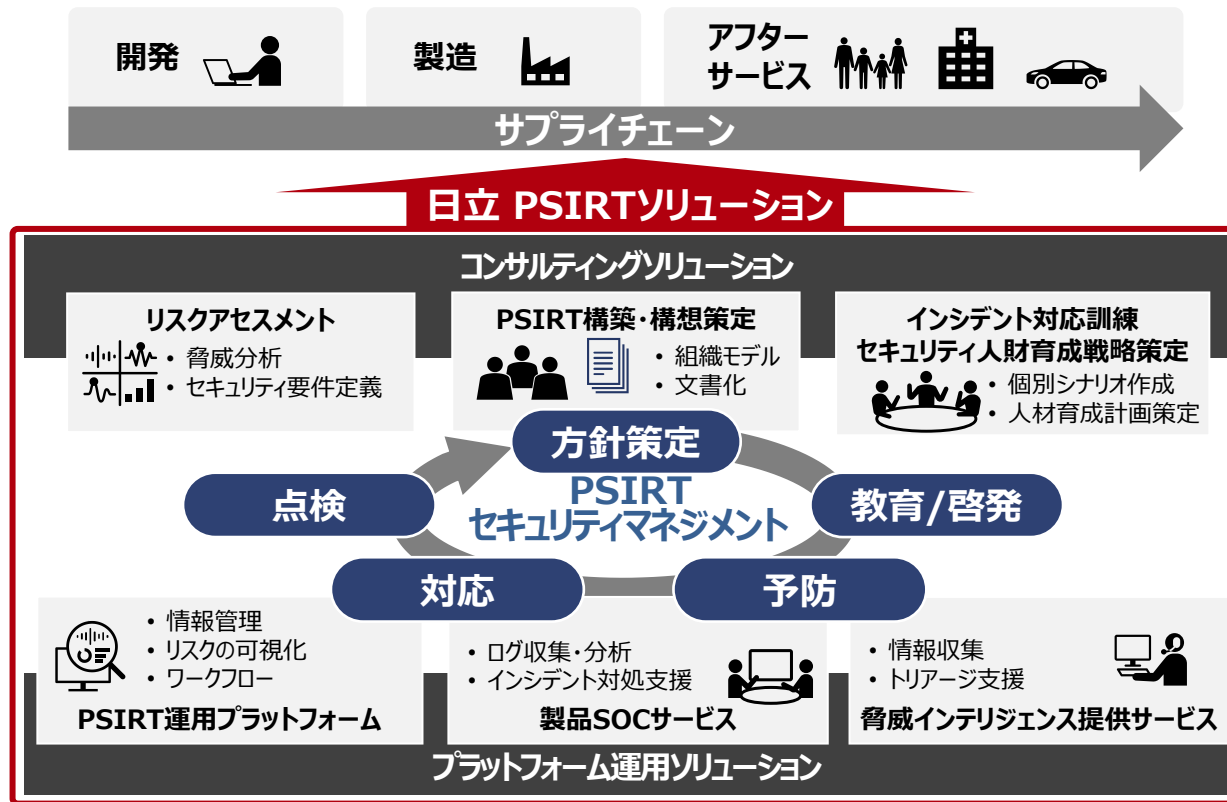 開発
製造
アフター
サービス
サプライチェーン
日立 PSIRTソリューション
コンサルティングソリューション
リスクアセスメント
・脅威分析
・セキュリティ要件定義
PSIRT構築・構想策定
・組織モデル
・文書化
インシデント対応訓練
セキュリティ人財育成戦略策定
・個別シナリオ作成
・人材育成計画策定
方針策定
PSIRT
セキュリティマネジメント
点検
教育/啓発
対応
予防
・情報管理
・リスクの可視化
・ワークフロー
PSIRT運用プラットフォーム
・ログ収集・分析
・インシデント対処支援
製品SOCサービス
・情報収集
・トリアージ支援
脅威インテリジェンス提供サービス
プラットフォーム運用ソリューション